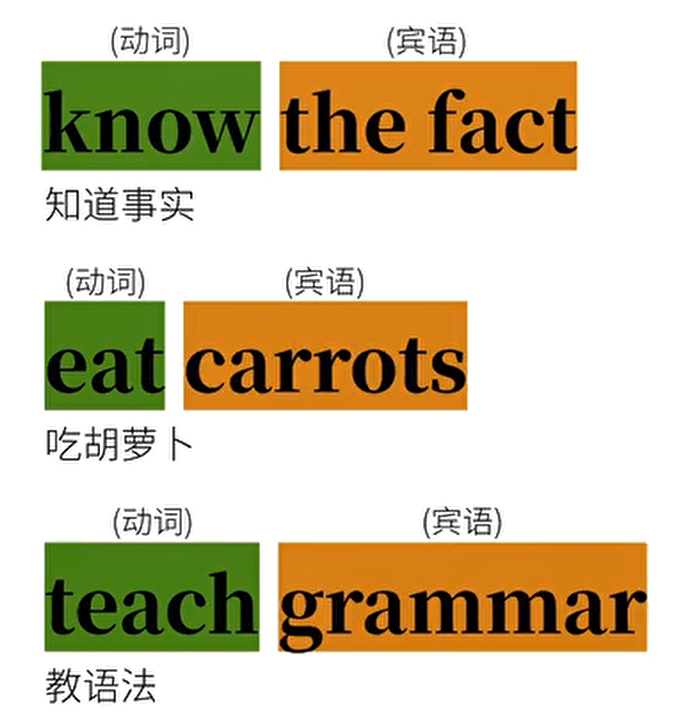 (动词) (宾语)
know the fact
知道事实
(动词) (宾语)
eat carrots
吃胡萝卜
(动词) (宾语)
teach grammar
教语法